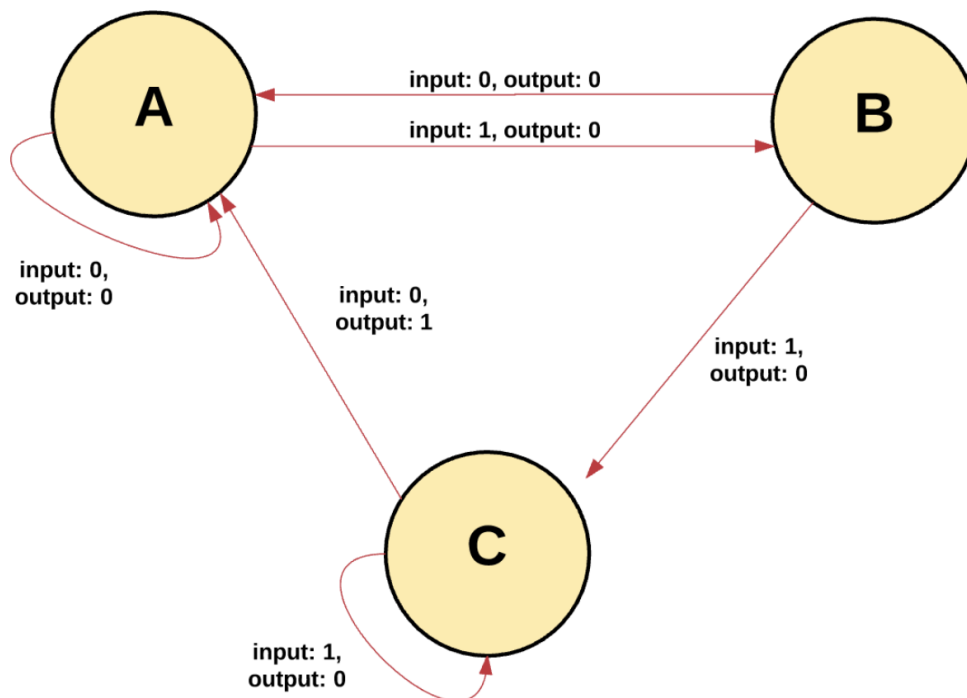 A
input: 0, output: 0
B
input: 1, output: 0
input: 0,
output: 0
input: 0,
output: 1
input: 1,
output: 0
C
input: 1,
output: 0